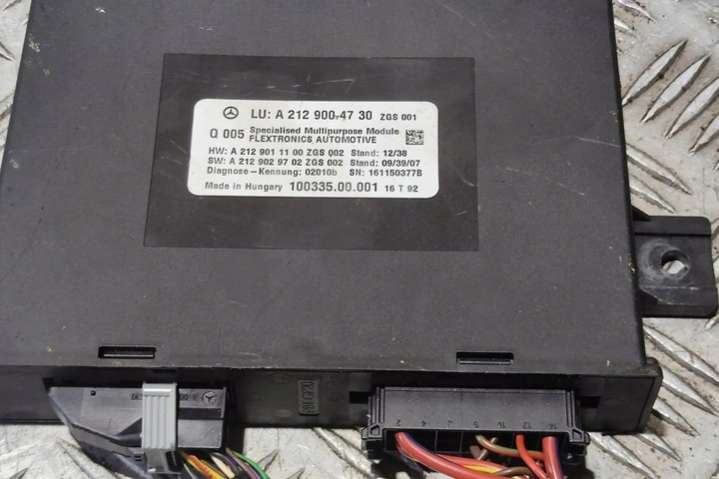 LU: A 212 900 47 30 ZGS 001
Q 005 Specialised Multipurpose Module
FLEXTRONICS AUTOMOTIVE
HW: A 212 901 11 00 ZGS 002 Stand: 12/38
SW: A 212 902 97 02 ZGS 002 Stand: 09/39/07
Diagnose - Kennung: 02010b SN: 161150377B
Made in Hungary 100335.00.001 16 T 92